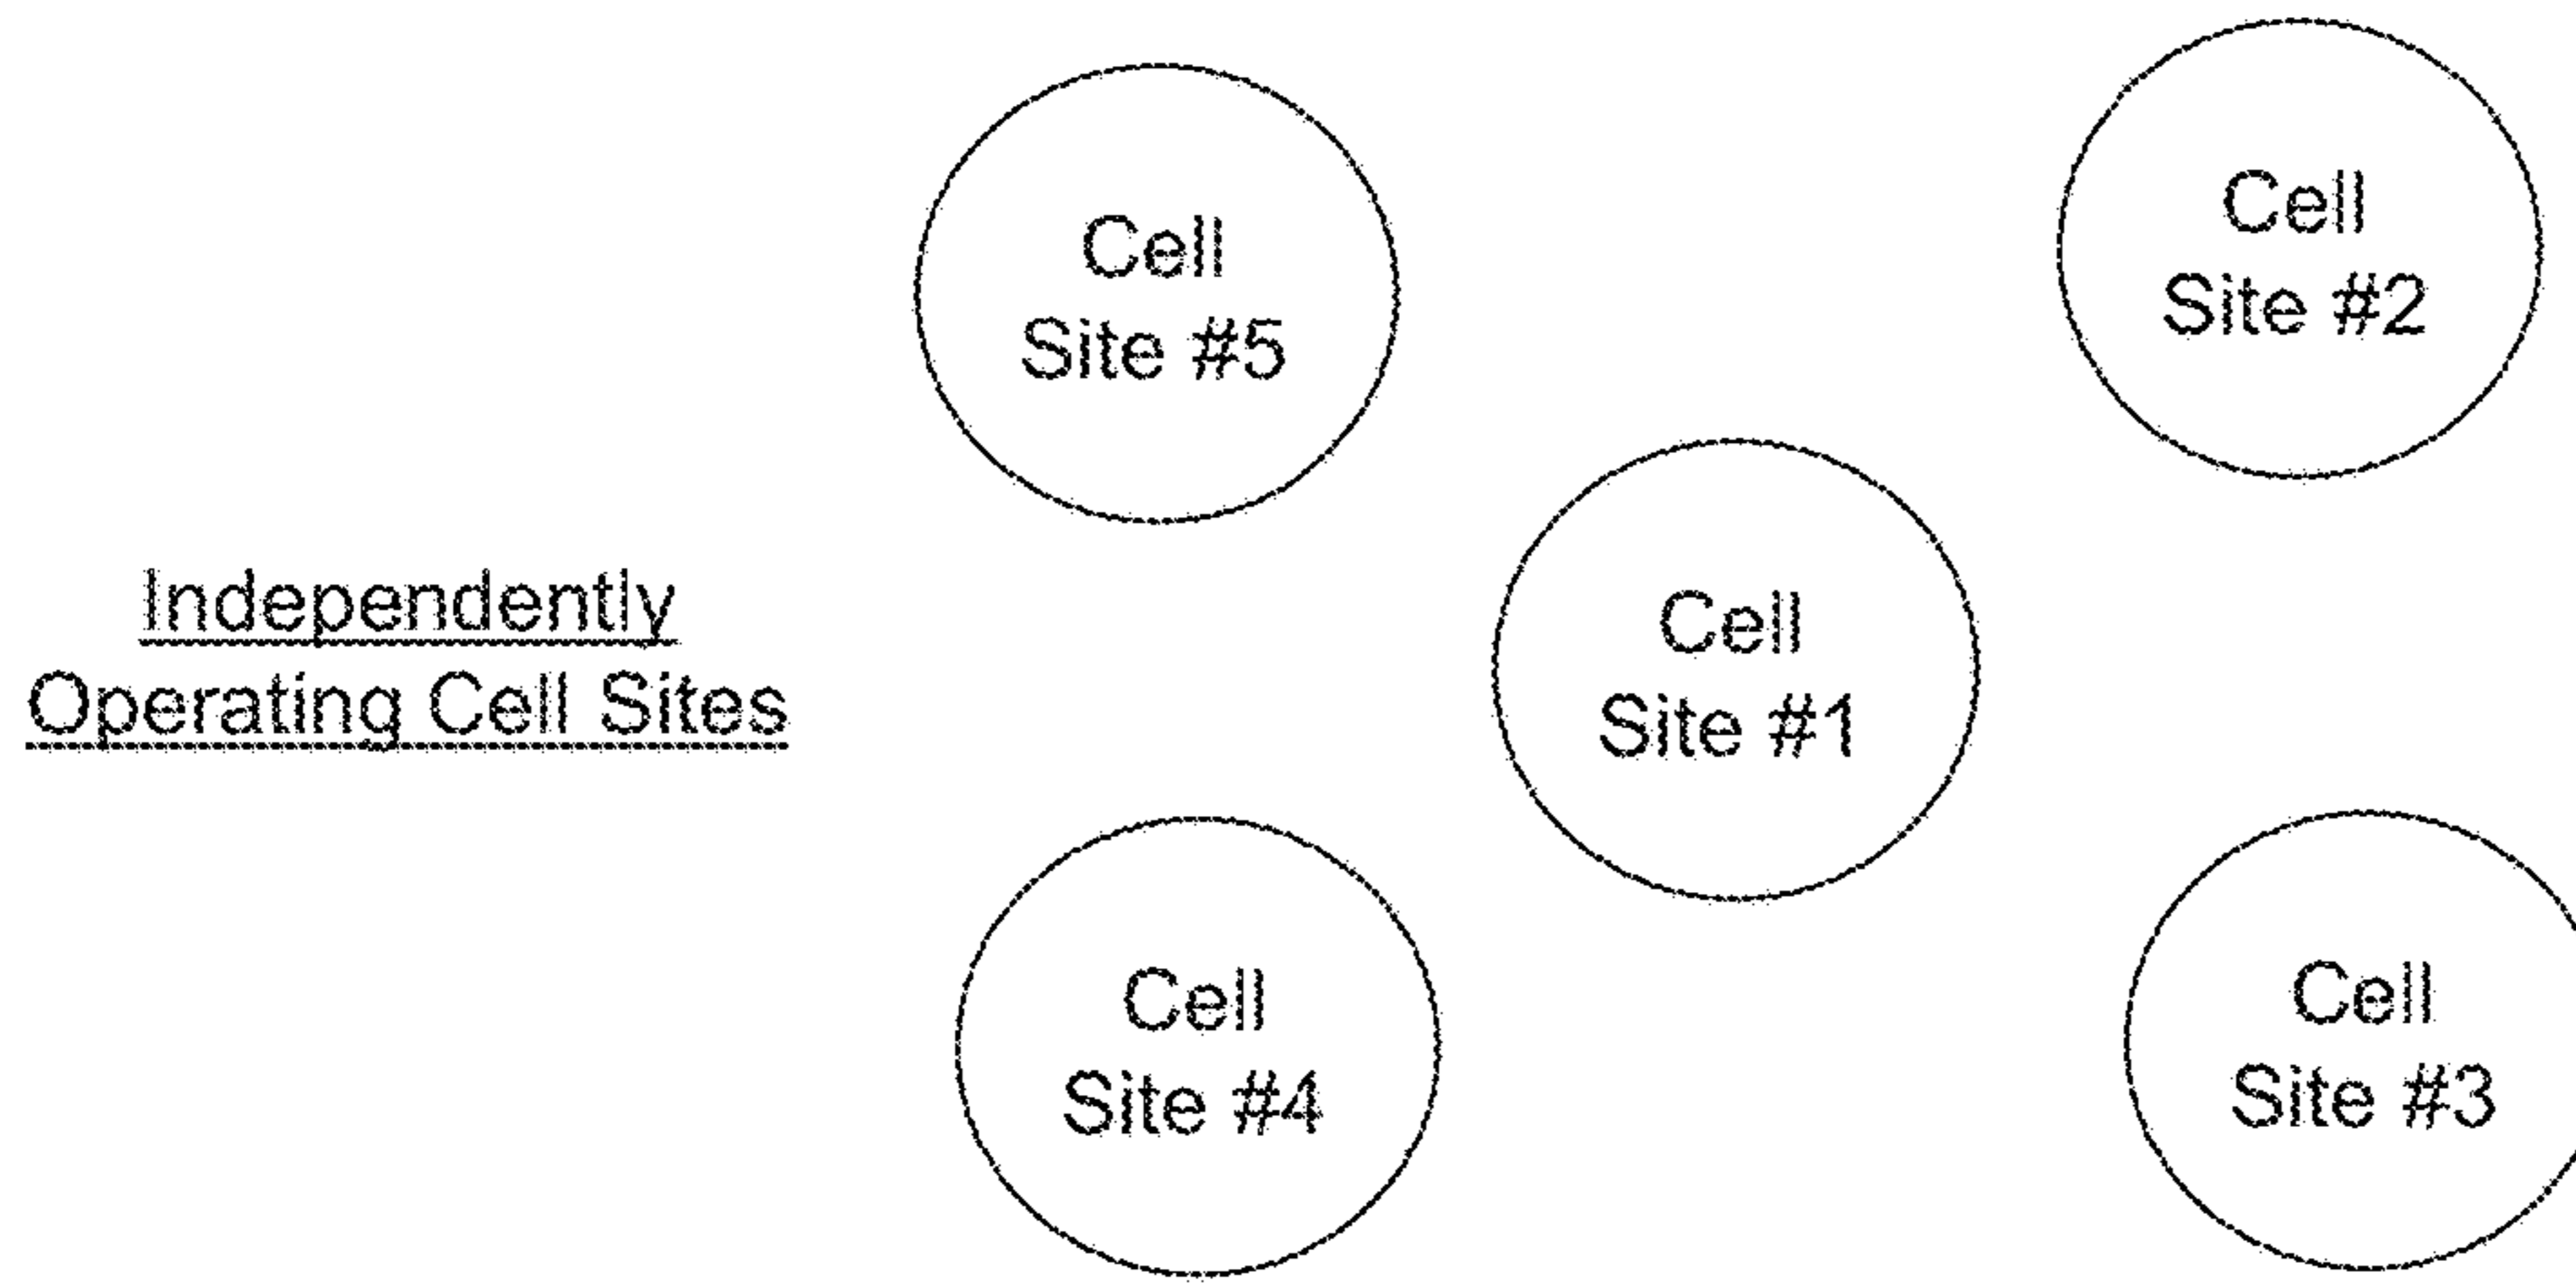 Cell
Site #5
Cell
Site #2
Independently
Operating Cell Sites
Cell
Site #1
Cell
Site #4
Cell
Site #3